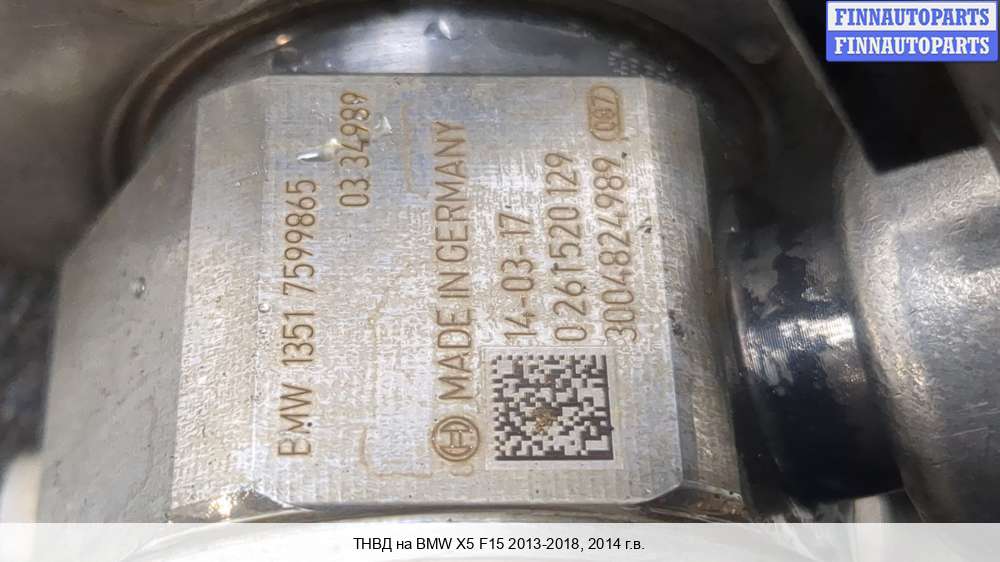 FINNAUTOPARTS
FINNAUTOPARTS
BMW 1351 7599865
03 34989
MADE IN GERMANY
14-03-17
0 261 520 129
3004824989.
007
ТНВД на BMW X5 F15 2013-2018, 2014 г.в.